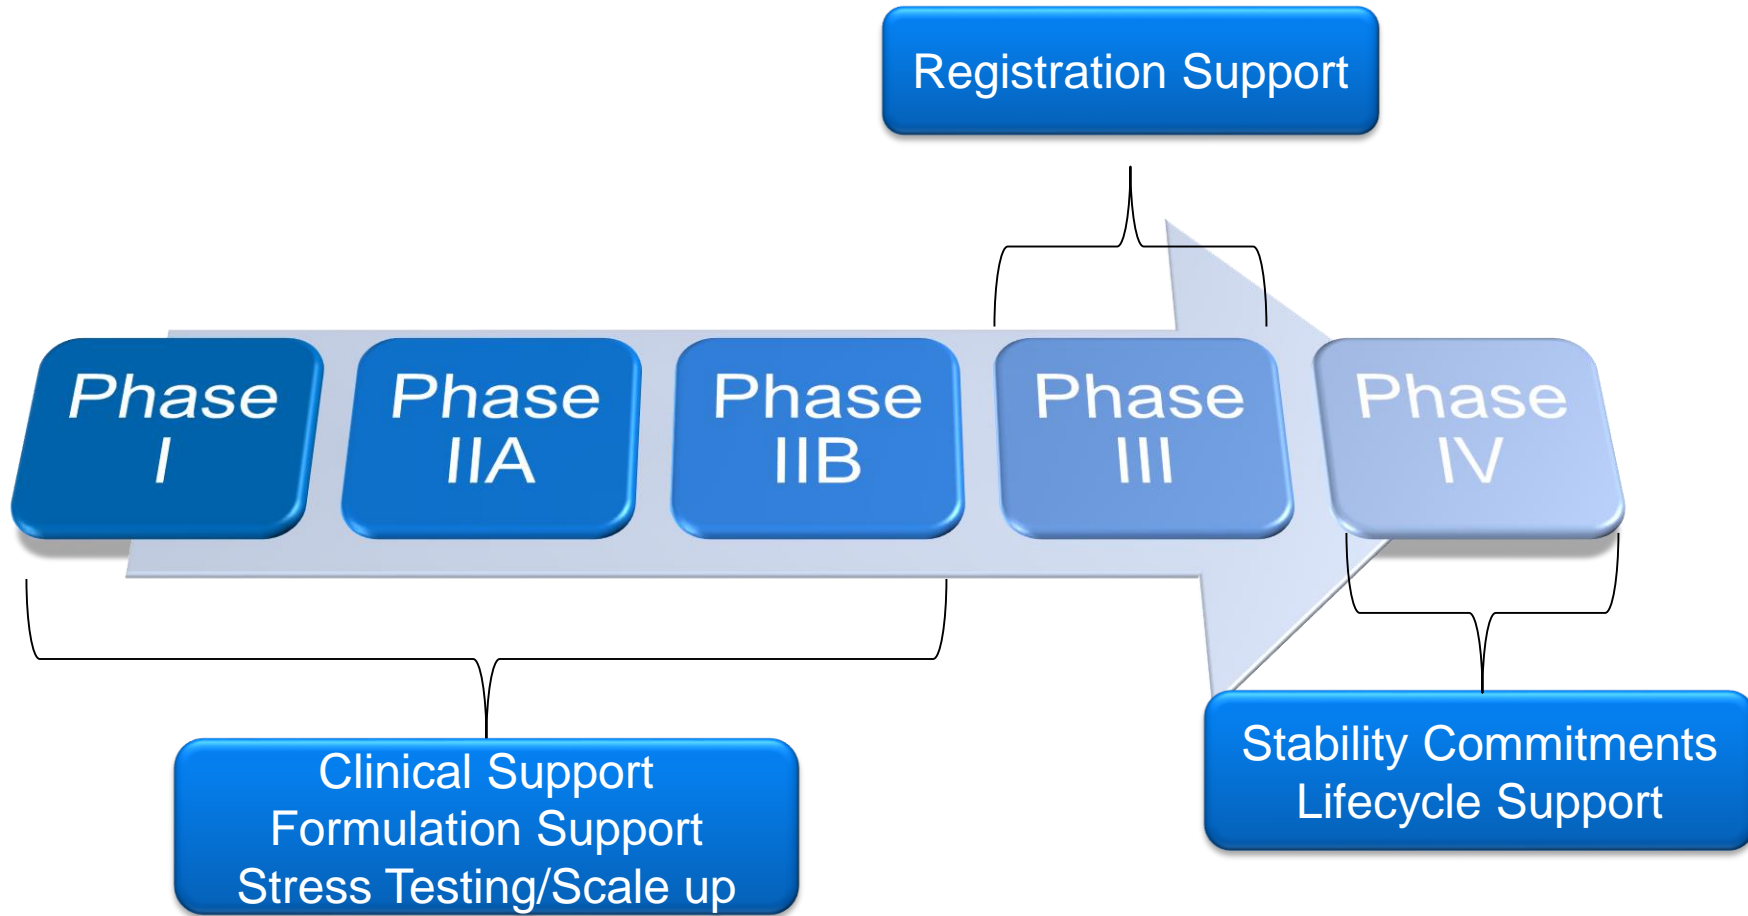 Registration Support
Phase
I
Phase
IIA
Phase
IIB
Phase
III
Phase
IV
Clinical Support
Formulation Support
Stress Testing/Scale up
Stability Commitments
Lifecycle Support